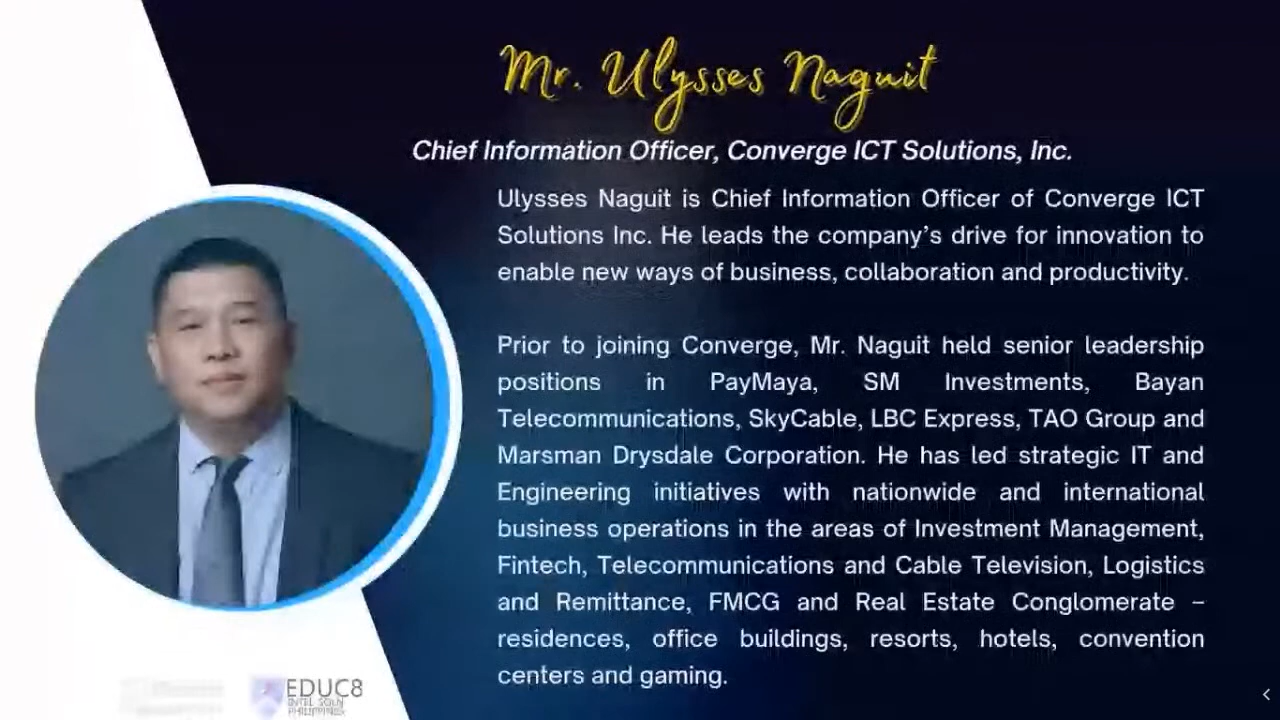 Mr. Ulysses Naguit
Chief Information Officer, Converge ICT Solutions, Inc.
Ulysses Naguit is Chief Information Officer of Converge ICT
Solutions Inc. He leads the company's drive for innovation to
enable new ways of business, collaboration and productivity.
Prior to joining Converge, Mr. Naguit held senior leadership
positions in PayMaya, SM Investments, Bayan
Telecommunications, SkyCable, LBC Express, TAO Group and
Marsman Drysdale Corporation. He has led strategic IT and
Engineering initiatives with nationwide and international
business operations in the areas of Investment Management,
Fintech, Telecommunications and Cable Television, Logistics
and Remittance, FMCG and Real Estate Conglomerate –
residences, office buildings, resorts, hotels, convention
centers and gaming.
EDUC8
INTEL SOLN
PHILIPPINES